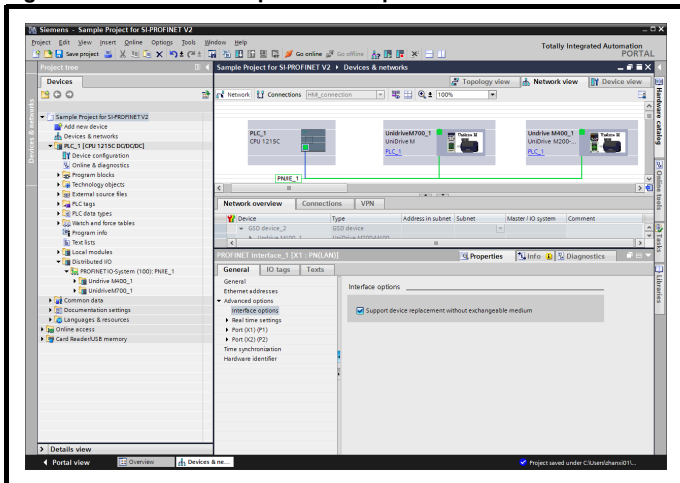 Siemens - Sample Project for SI-PROFINET V2
Project Edit View Insert Online Options Tools Window Help
Totally Integrated Automation
PORTAL
Save project
Go online
Go offline
Project tree
Sample Project for SI-PROFINET V2 Devices & networks
Devices
Topology view Network view Device view
Network Connections HMI_connection 100%
Sample Project for SI-PROFINET V2
Add new device
Devices & networks
PLC_1 [CPU 1215C DC/DC/DC]
Device configuration
Online & diagnostics
Program blocks
Technology objects
External source files
PLC tags
PLC data types
Watch and force tables
Program info
Text lists
Local modules
Distributed I/O
PROFINET IO-System (100): PN/IE_1
Unidrive M400_1
UnidriveM700_1
Common data
Documentation settings
Languages & resources
Online access
Card Reader/USB memory
Details view
PLC_1
CPU 1215C
UnidriveM700_1
UniDrive M
PLC_1
Unidrive M
Undrive M400_1
UniDrive M200-...
PLC_1
Unidrive M
PN/IE_1
Network overview Connections VPN
Device Type Address in subnet Subnet Master / IO system Comment
GSD device_2 GSD device
PROFINET Interface_1 [X1 : PN(LAN)]
Properties Info Diagnostics
General IO tags Texts
General
Ethernet addresses
Advanced options
Interface options
Real time settings
Port (X1) (P1)
Port (X2) (P2)
Time synchronization
Hardware identifier
Interface options
Support device replacement without exchangeable medium
Devices & networks
Hardware catalog
Online tools
Tasks
Libraries
Portal view Overview Devices & ne...
Project saved under C:\Users\zhanxi01\...